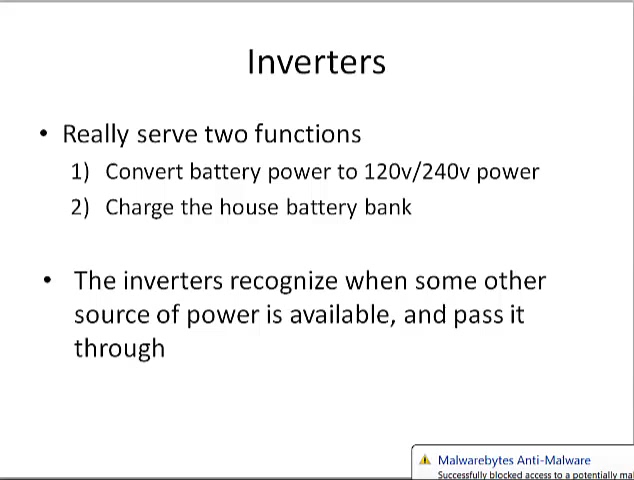 Inverters
• Really serve two functions
1) Convert battery power to 120v/240v power
2) Charge the house battery bank
• The inverters recognize when some other
source of power is available, and pass it
through
Malwarebytes Anti-Malware
Successfully blocked access to a potentially